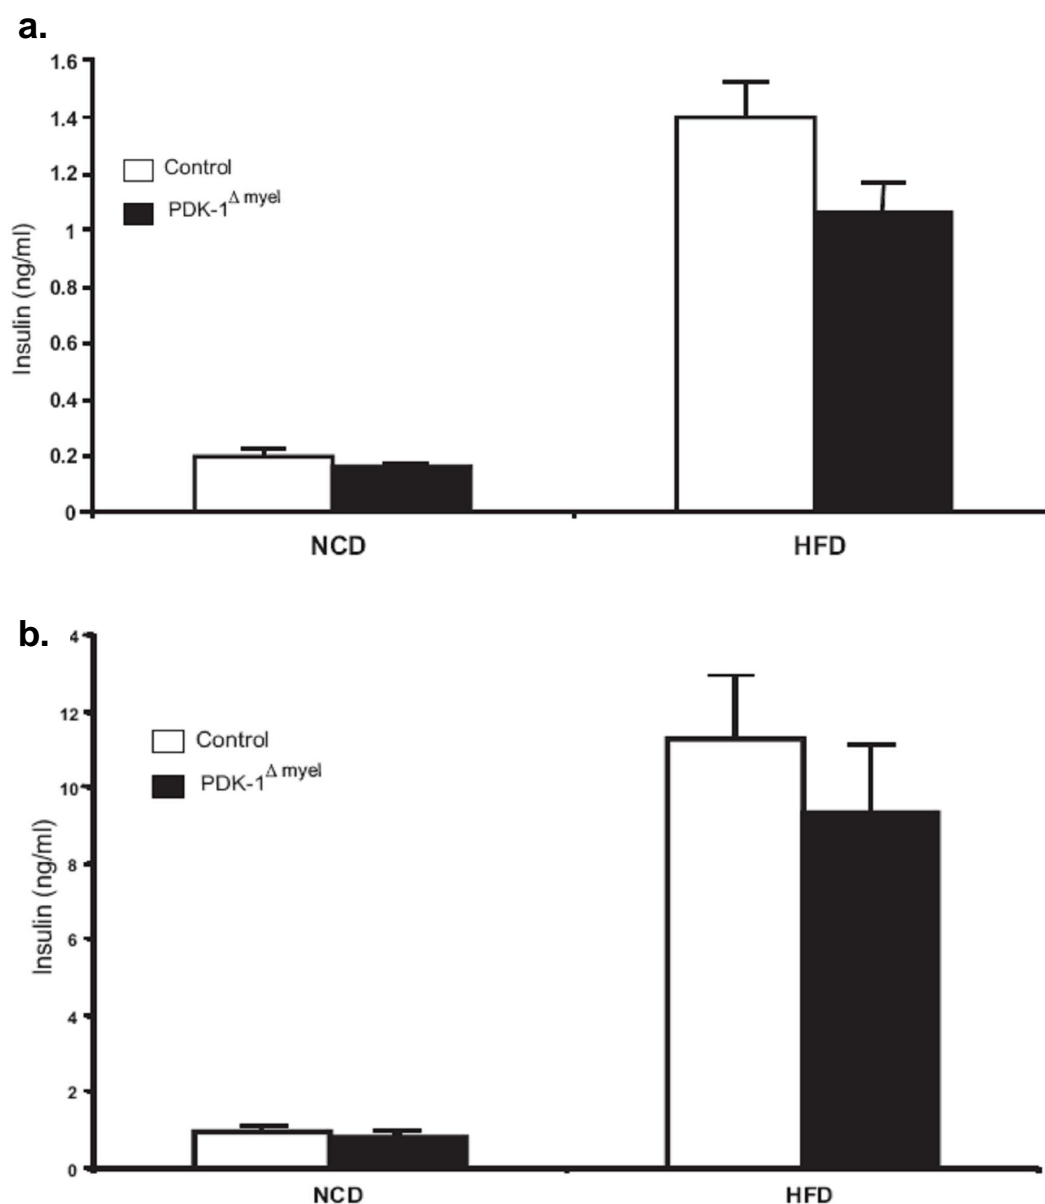 a.
1.6
1.4
1.2
1
0.8
0.6
0.4
0.2
0
Insulin (ng/ml)
Control
PDK-1Δ myel
NCD HFD
b.
4
12
10
8
6
4
2
0
Insulin (ng/ml)
Control
PDK-1Δ myel
NCD HFD